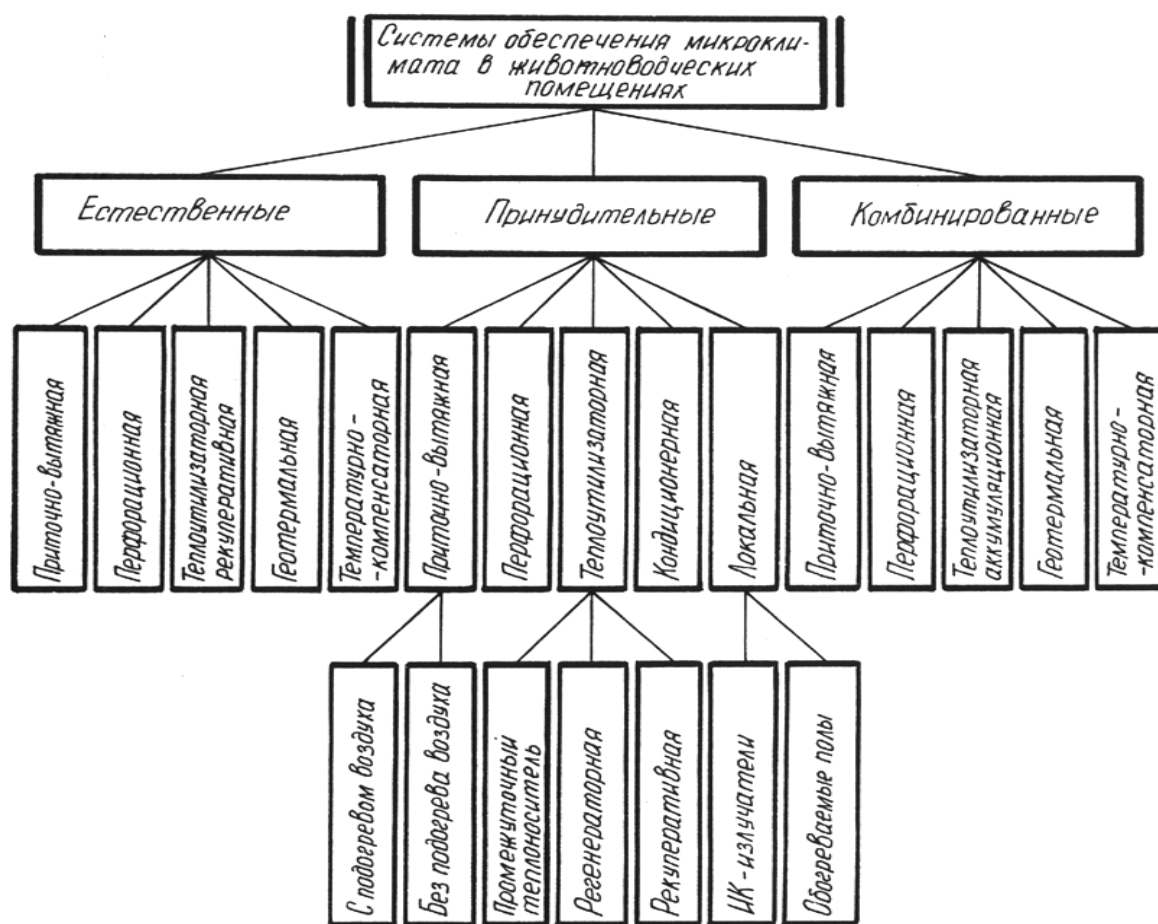 Системы обеспечения микрокли-
мата в животноводческих
помещениях
Естественные
Принудительные
Комбинированные
Приточно-вытяжная
Перфорационная
Теплоутилизаторная
рекуперативная
Геотермальная
Температурно-
-компенсаторная
Приточно-вытяжная
Перфорационная
Теплоутилизаторная
Кондиционерная
Локальная
Приточно-вытяжная
Перфорационная
Теплоутилизаторная
аккумуляционная
Геотермальная
Температурно-
-компенсаторная
С подогревом воздуха
Без подогрева воздуха
Промежуточный
теплоноситель
Регенераторная
Рекуперативная
ИК-излучатели
Обогреваемые полы